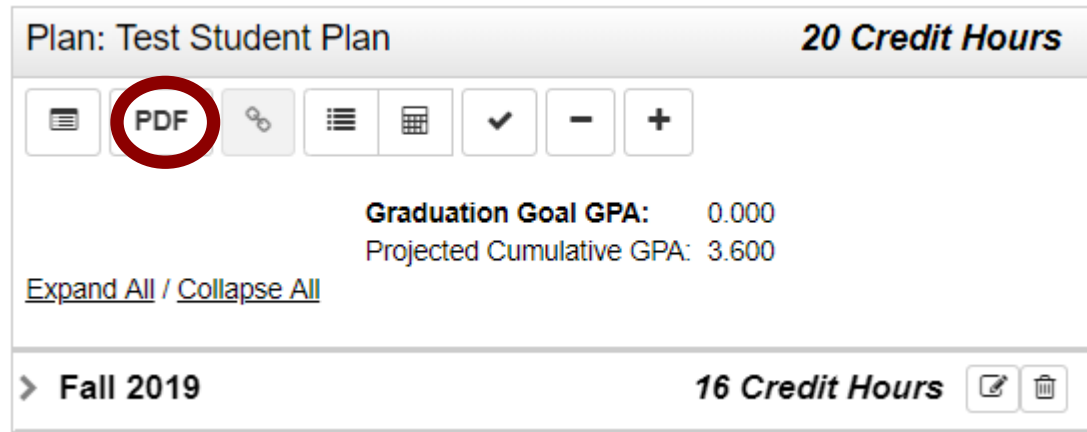 Plan: Test Student Plan 20 Credit Hours
PDF
Graduation Goal GPA: 0.000
Projected Cumulative GPA: 3.600
Expand All / Collapse All
Fall 2019 16 Credit Hours